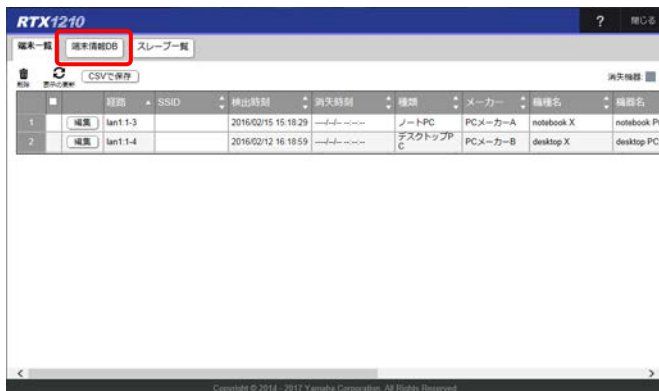 RTX1210
? 閉じる
端末一覧 端末情報DB スレーブ一覧
削除 表示の更新 CSVで保存 消失機器:
経路 SSID 検出時刻 消失時刻 種類 メーカー 機種名 機器名
1 編集 lan1:1-3 2016/02/15 15:18:29 ----/--/-- --:--:-- ノートPC PCメーカーA notebook X notebook P
2 編集 lan1:1-4 2016/02/12 16:18:59 ----/--/-- --:--:-- デスクトップPC PCメーカーB desktop X desktop PC
Copyright © 2014 - 2017 Yamaha Corporation. All Rights Reserved.